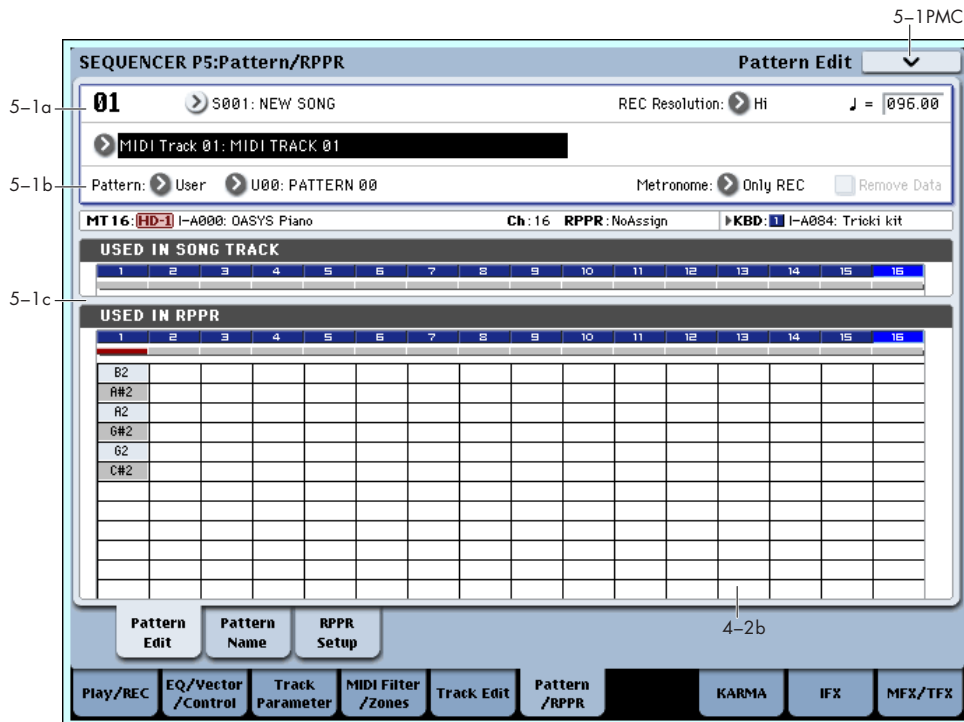 5–1PMC
SEQUENCER P5:Pattern/RPPR Pattern Edit
5–1a
01 S001: NEW SONG REC Resolution: Hi ♩ = 096.00
MIDI Track 01: MIDI TRACK 01
5–1b
Pattern: User U00: PATTERN 00 Metronome: Only REC Remove Data
MT16: HD-1 I-A000: OASYS Piano Ch:16 RPPR:NoAssign ▶KBD: 1 I-A084: Tricki kit
USED IN SONG TRACK
1 2 3 4 5 6 7 8 9 10 11 12 13 14 15 16
5–1c
USED IN RPPR
1 2 3 4 5 6 7 8 9 10 11 12 13 14 15 16
B2
A#2
A2
G#2
G2
C#2
4–2b
Pattern Edit
Pattern Name
RPPR Setup
Play/REC
EQ/Vector /Control
Track Parameter
MIDI Filter /Zones
Track Edit
Pattern /RPPR
KARMA
IFX
MFX/TFX